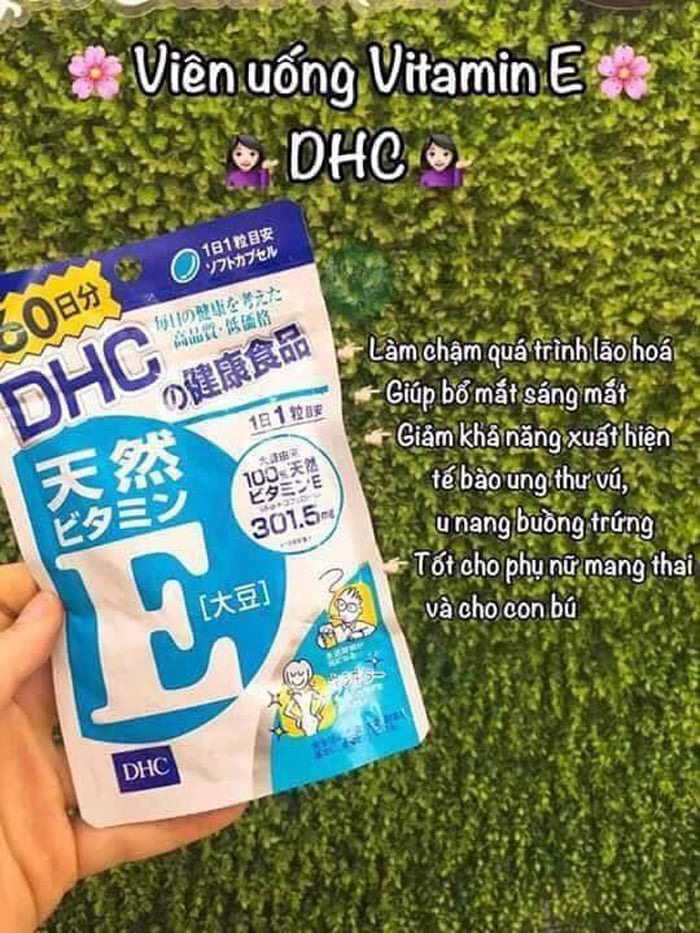 Viên uống Vitamin E
DHC
1日1粒目安
ソフトカプセル
60日分
毎日の健康を考えた
高品質・低価格
DHCの健康食品
1日1粒目安
天然
ビタミン
E
[大豆]
大豆由来
100%天然
ビタミンE
301.5mg
DHC
Làm chậm quá trình lão hoá
Giúp bổ mắt sáng mắt
Giảm khả năng xuất hiện
tế bào ung thư vú,
u nang buồng trứng
Tốt cho phụ nữ mang thai
và cho con bú